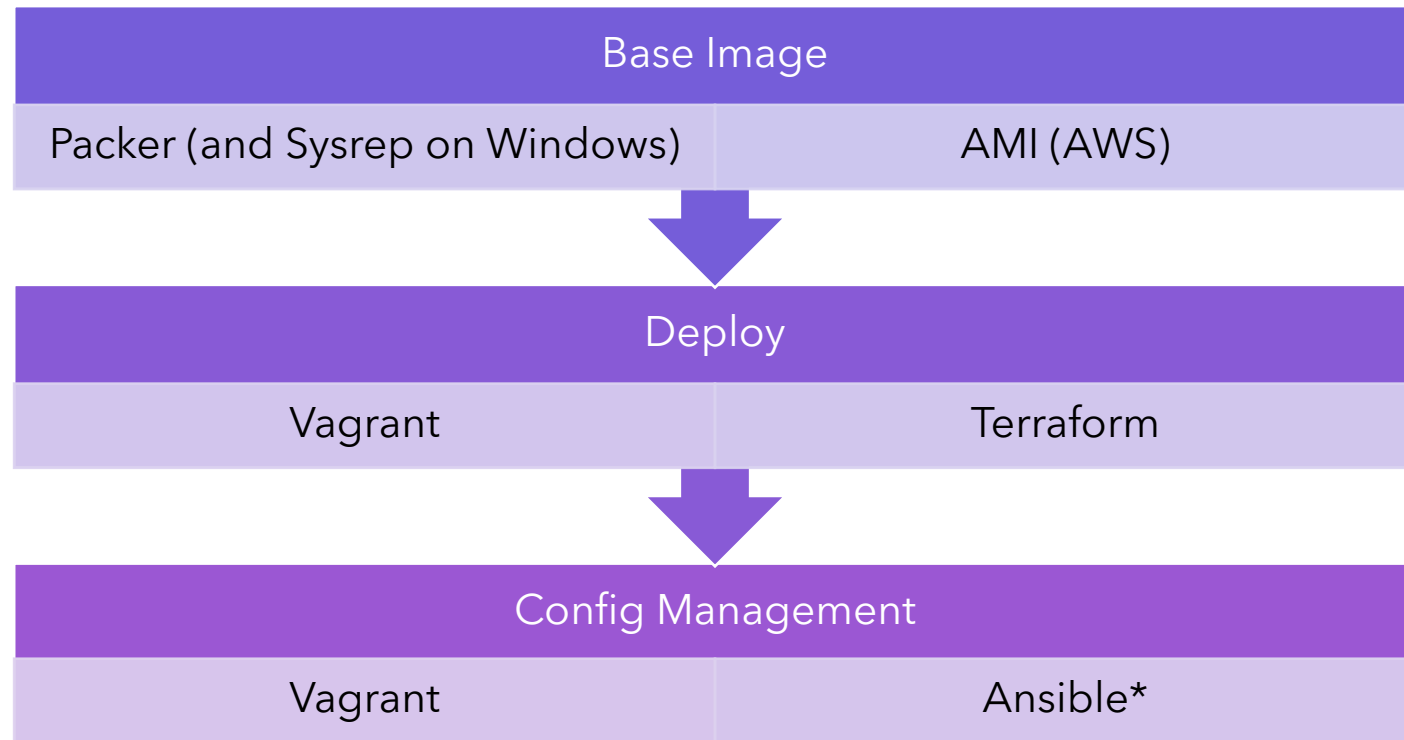 Base Image
Packer (and Sysrep on Windows)
AMI (AWS)
Deploy
Vagrant
Terraform
Config Management
Vagrant
Ansible*